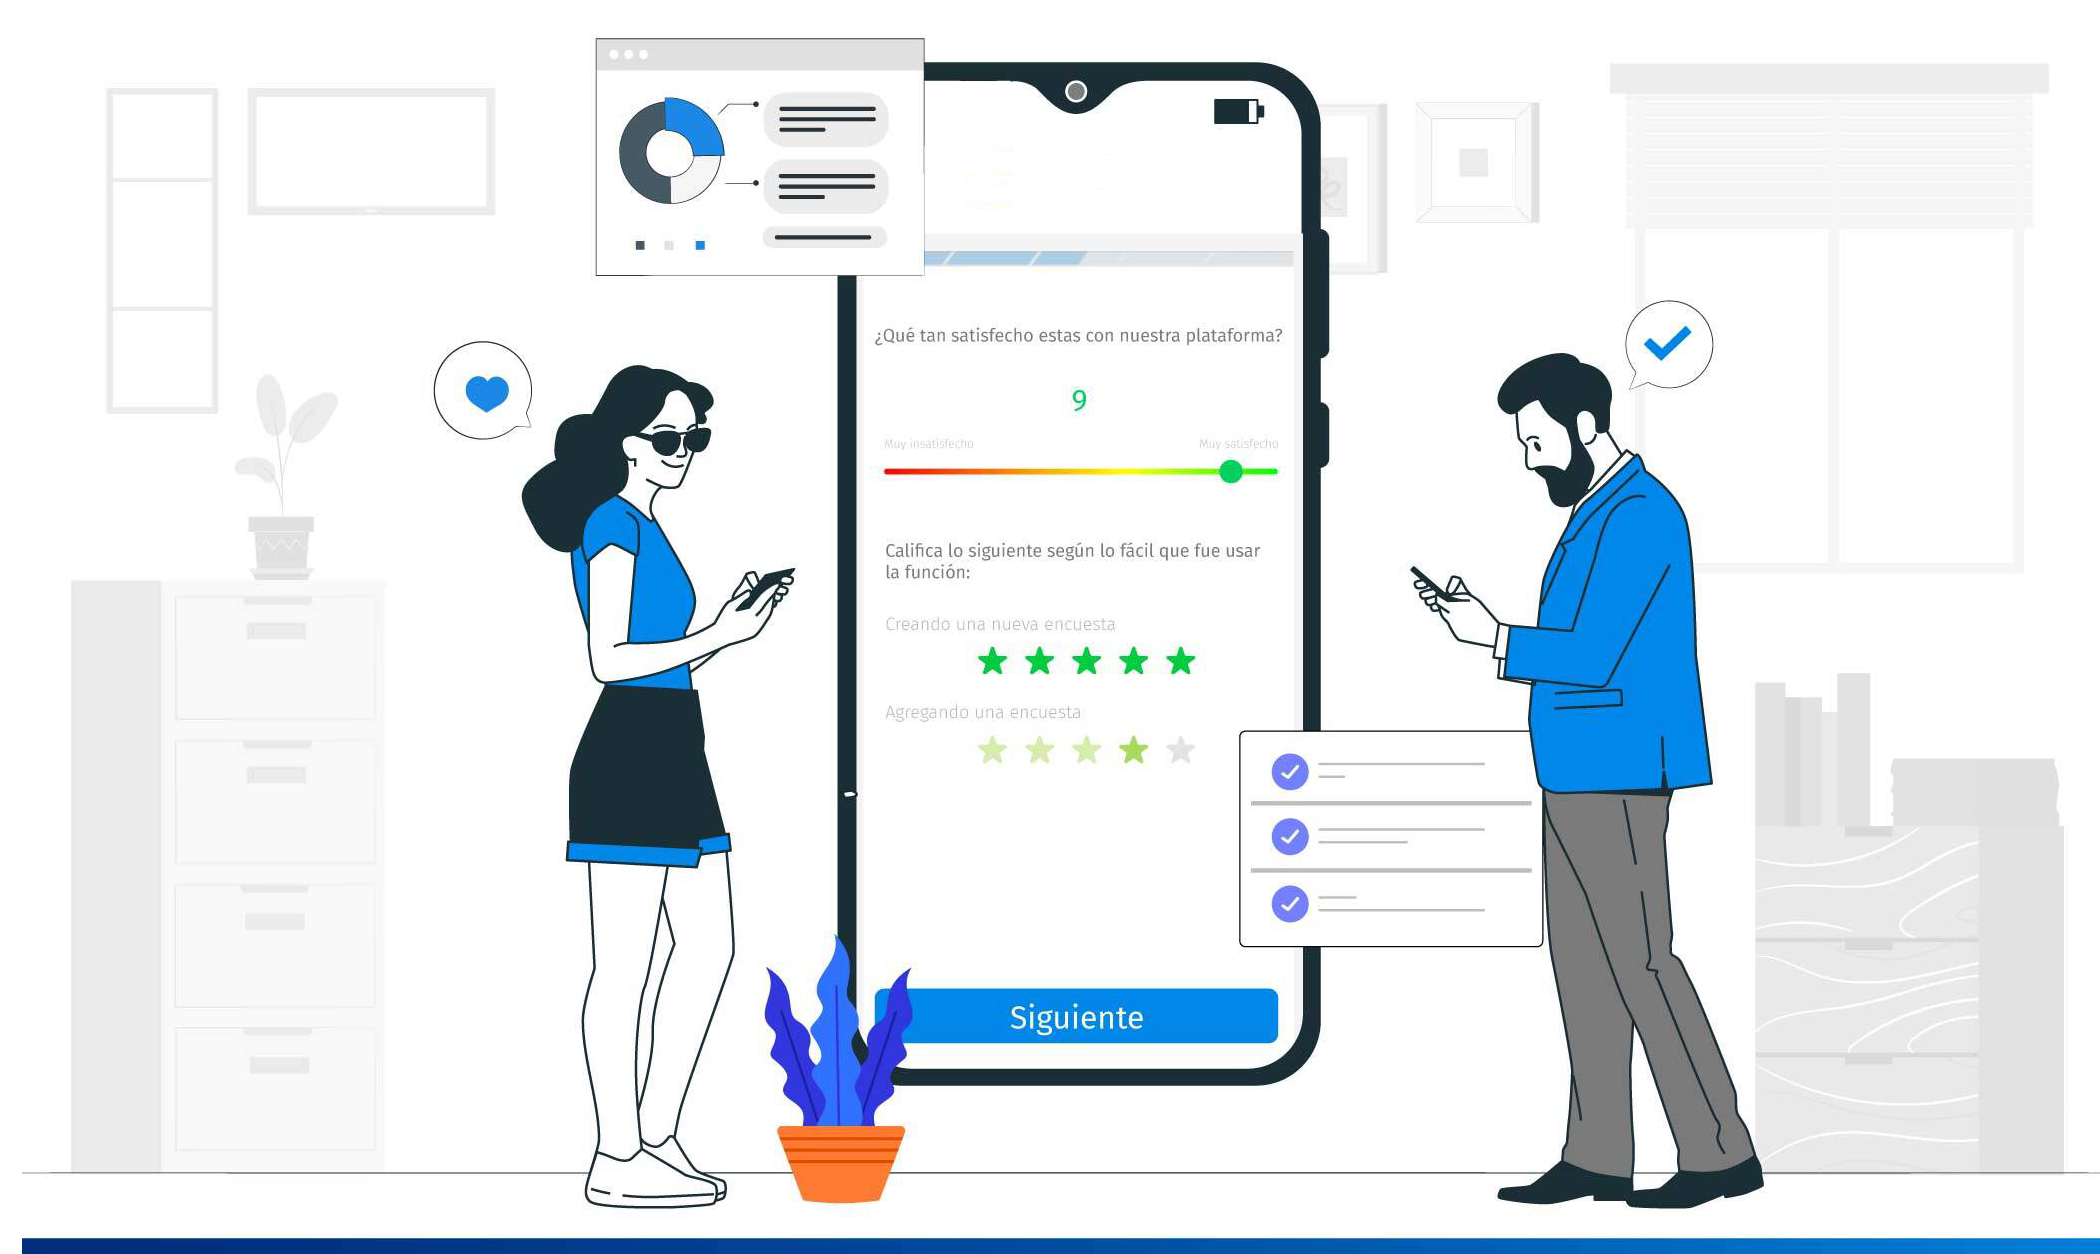 ¿Qué tan satisfecho estas con nuestra plataforma?
9
Muy insatisfecho
Muy satisfecho
Califica lo siguiente según lo fácil que fue usar
la función:
Creando una nueva encuesta
Agregando una encuesta
Siguiente